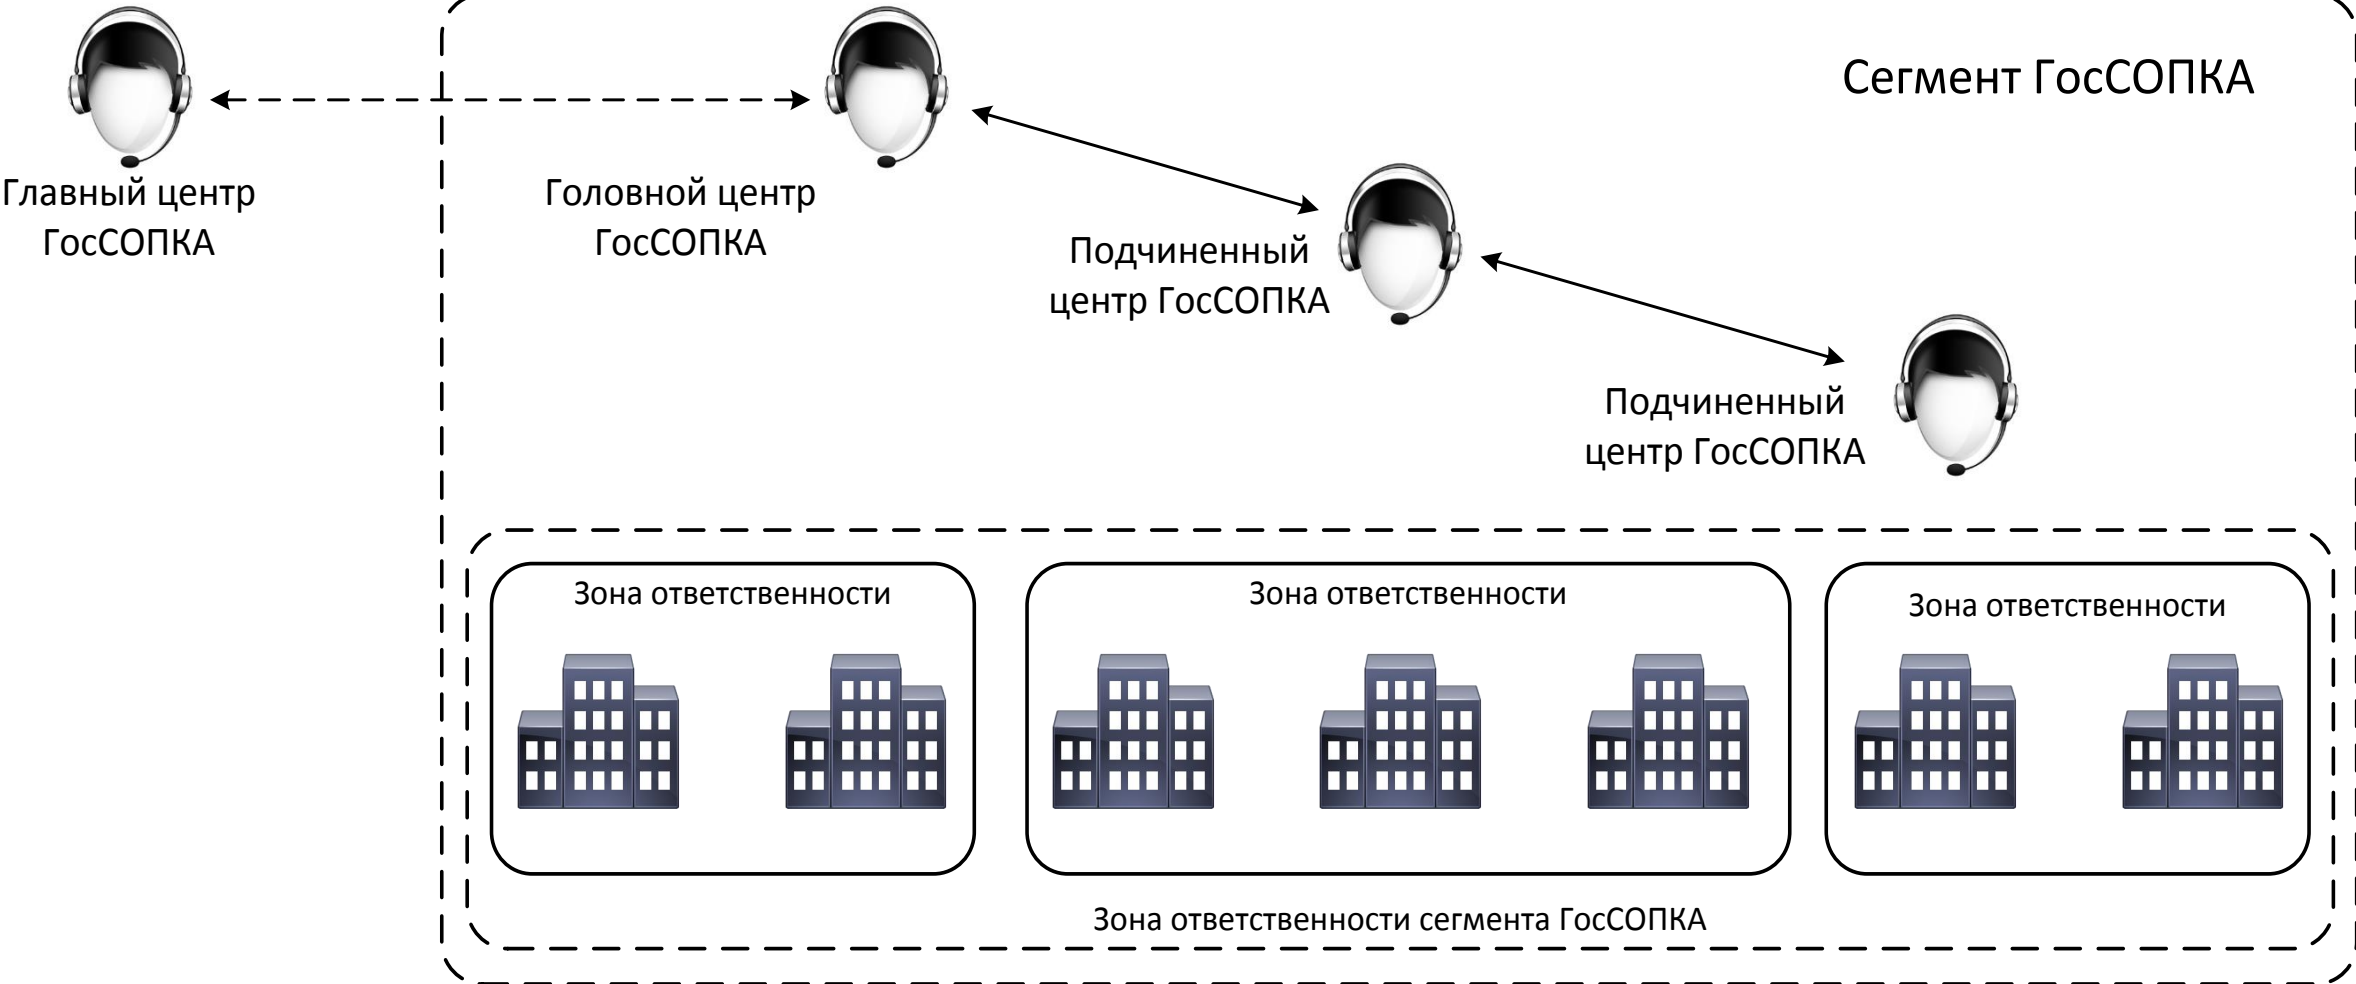 Сегмент ГосСОПКА
Главный центр
ГосСОПКА
Головной центр
ГосСОПКА
Подчиненный
центр ГосСОПКА
Подчиненный
центр ГосСОПКА
Зона ответственности
Зона ответственности
Зона ответственности
Зона ответственности сегмента ГосСОПКА